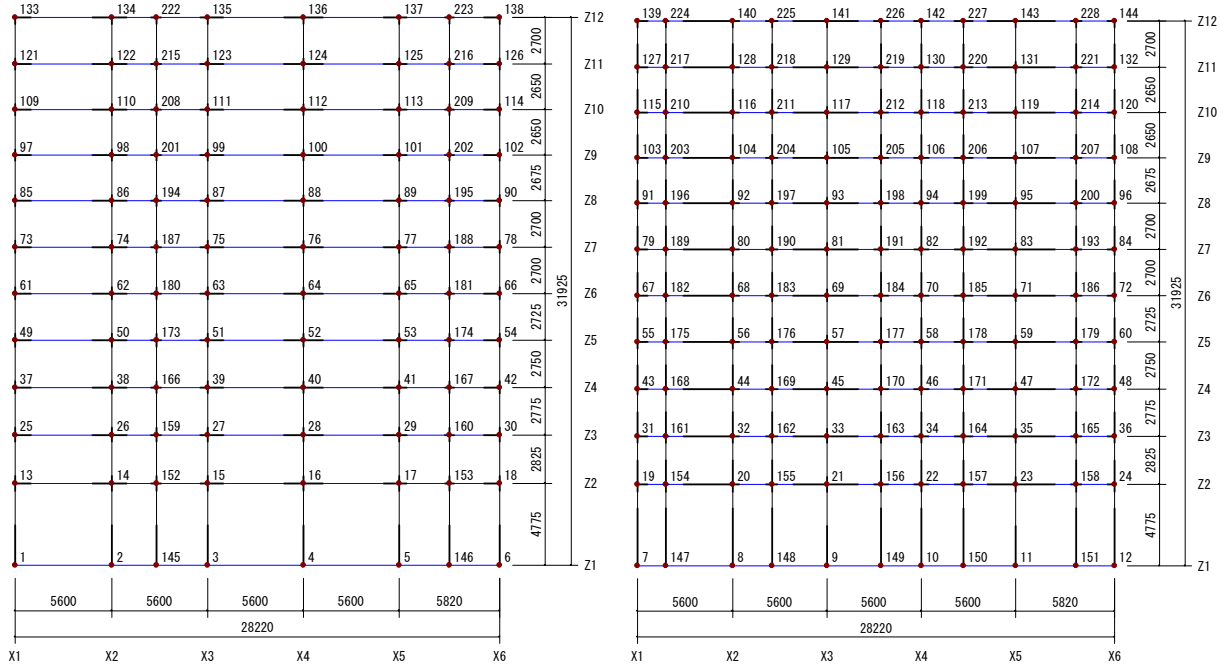 133 134 222 135 136 137 223 138 Z12
2700
121 122 215 123 124 125 216 126 Z11
2650
109 110 208 111 112 113 209 114 Z10
2650
97 98 201 99 100 101 202 102 Z9
2675
85 86 194 87 88 89 195 90 Z8
2700
73 74 187 75 76 77 188 78 Z7
2700
61 62 180 63 64 65 181 66 Z6
31925
2725
49 50 173 51 52 53 174 54 Z5
2750
37 38 166 39 40 41 167 42 Z4
2775
25 26 159 27 28 29 160 30 Z3
2825
13 14 152 15 16 17 153 18 Z2
4775
1 2 145 3 4 5 146 6 Z1
5600 5600 5600 5600 5820
28220
X1 X2 X3 X4 X5 X6
139 224 140 225 141 226 142 227 143 228 144 Z12
2700
127 217 128 218 129 219 130 220 131 221 132 Z11
2650
115 210 116 211 117 212 118 213 119 214 120 Z10
2650
103 203 104 204 105 205 106 206 107 207 108 Z9
2675
91 196 92 197 93 198 94 199 95 200 96 Z8
2700
79 189 80 190 81 191 82 192 83 193 84 Z7
2700
67 182 68 183 69 184 70 185 71 186 72 Z6
31925
2725
55 175 56 176 57 177 58 178 59 179 60 Z5
2750
43 168 44 169 45 170 46 171 47 172 48 Z4
2775
31 161 32 162 33 163 34 164 35 165 36 Z3
2825
19 154 20 155 21 156 22 157 23 158 24 Z2
4775
7 147 8 148 9 149 10 150 11 151 12 Z1
5600 5600 5600 5600 5820
28220
X1 X2 X3 X4 X5 X6